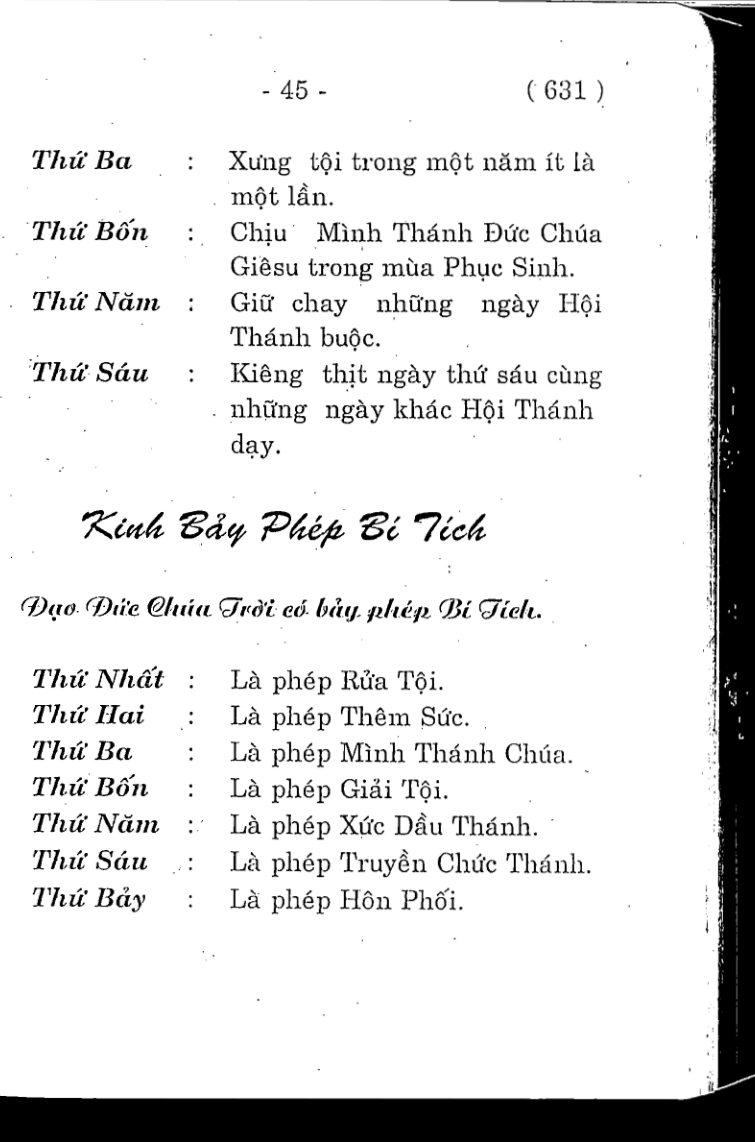 - 45 - ( 631 )
Thứ Ba : Xưng tội trong một năm ít là
một lần.
Thứ Bốn : Chịu Mình Thánh Đức Chúa
Giêsu trong mùa Phục Sinh.
Thứ Năm : Giữ chay những ngày Hội
Thánh buộc.
Thứ Sáu : Kiêng thịt ngày thứ sáu cùng
những ngày khác Hội Thánh
dạy.
Kinh Bảy Phép Bí Tích
Đạo Đức Chúa Trời có bảy phép Bí Tích.
Thứ Nhất : Là phép Rửa Tội.
Thứ Hai : Là phép Thêm Sức.
Thứ Ba : Là phép Mình Thánh Chúa.
Thứ Bốn : Là phép Giải Tội.
Thứ Năm : Là phép Xức Dầu Thánh.
Thứ Sáu : Là phép Truyền Chức Thánh.
Thứ Bảy : Là phép Hôn Phối.